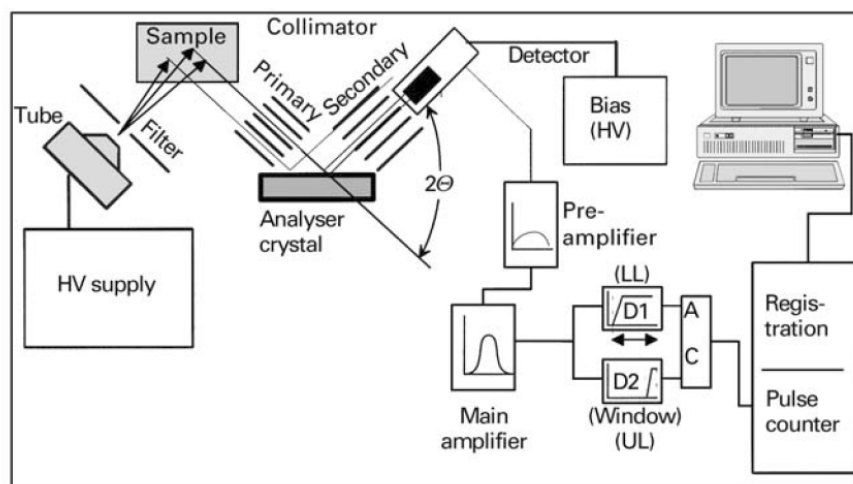 Sample
Collimator
Primary
Secondary
Detector
Tube
Filter
Bias
(HV)
2Θ
Analyser
crystal
Pre-
amplifier
HV supply
(LL)
D1
A
C
D2
Regis-
tration
Pulse
counter
Main
amplifier
(Window)
(UL)